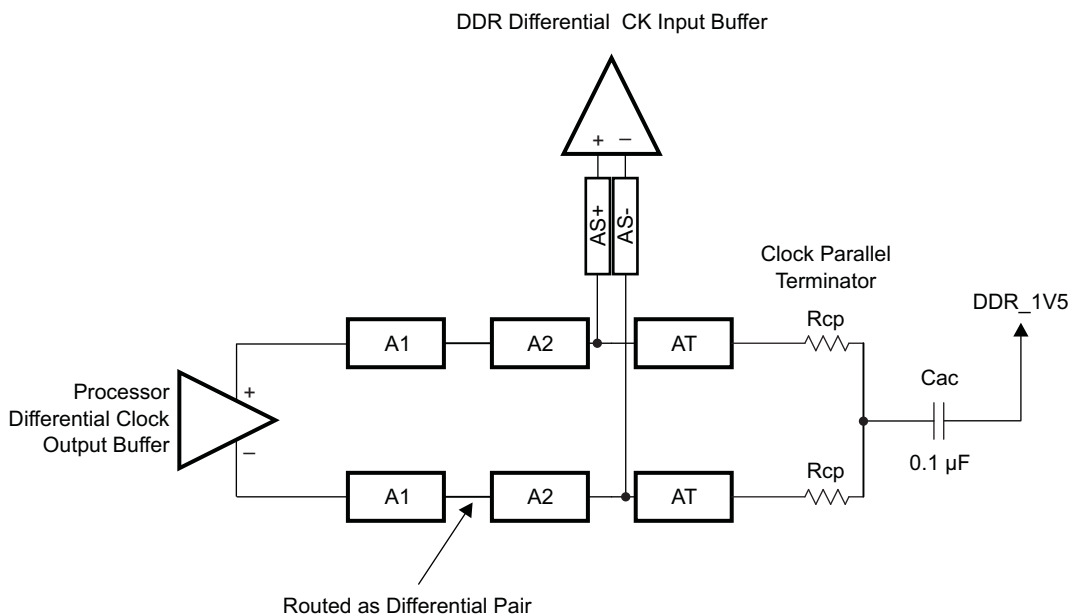 DDR Differential CK Input Buffer
+ −
AS+
AS-
Clock Parallel
Terminator
DDR_1V5
Rcp
A1
A2
AT
Cac
Processor
Differential Clock
Output Buffer
+
−
0.1 µF
Rcp
A1
A2
AT
Routed as Differential Pair